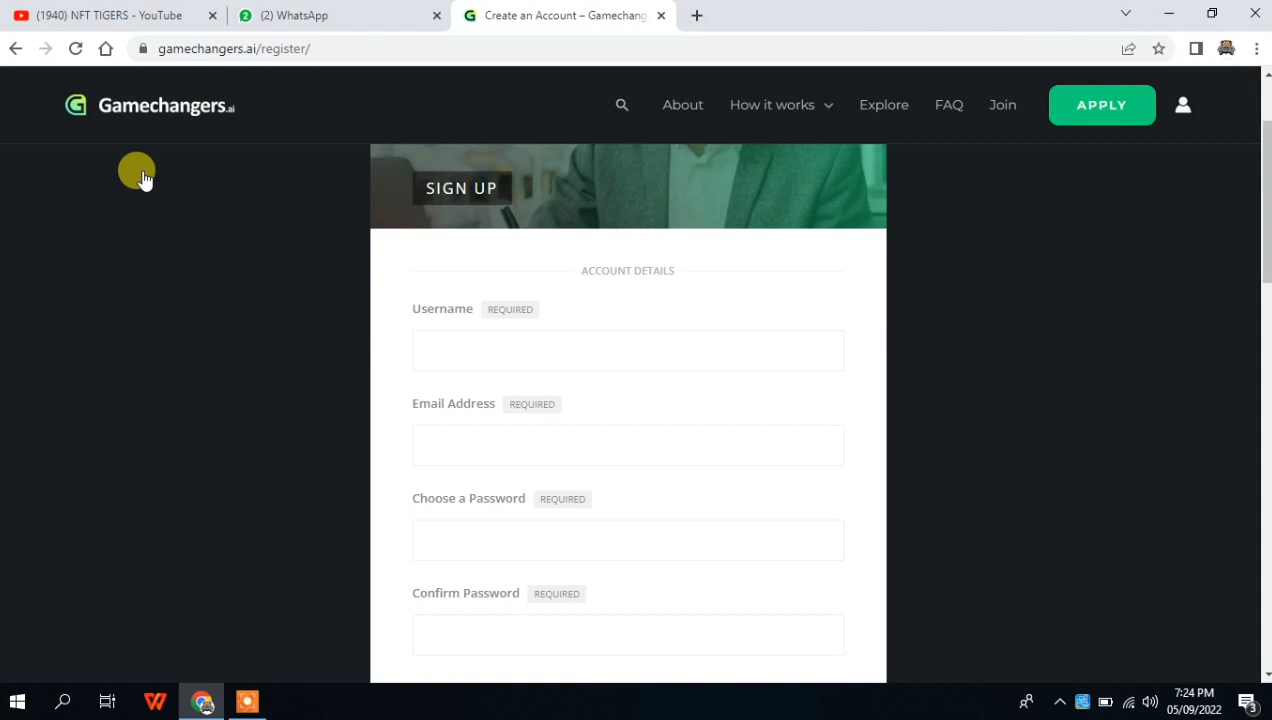 (1940) NFT TIGERS - YouTube
(2) WhatsApp
Create an Account – Gamechang
gamechangers.ai/register/
Gamechangers.ai
About
How it works
Explore
FAQ
Join
APPLY
SIGN UP
ACCOUNT DETAILS
Username REQUIRED
Email Address REQUIRED
Choose a Password REQUIRED
Confirm Password REQUIRED
7:24 PM
05/09/2022
3